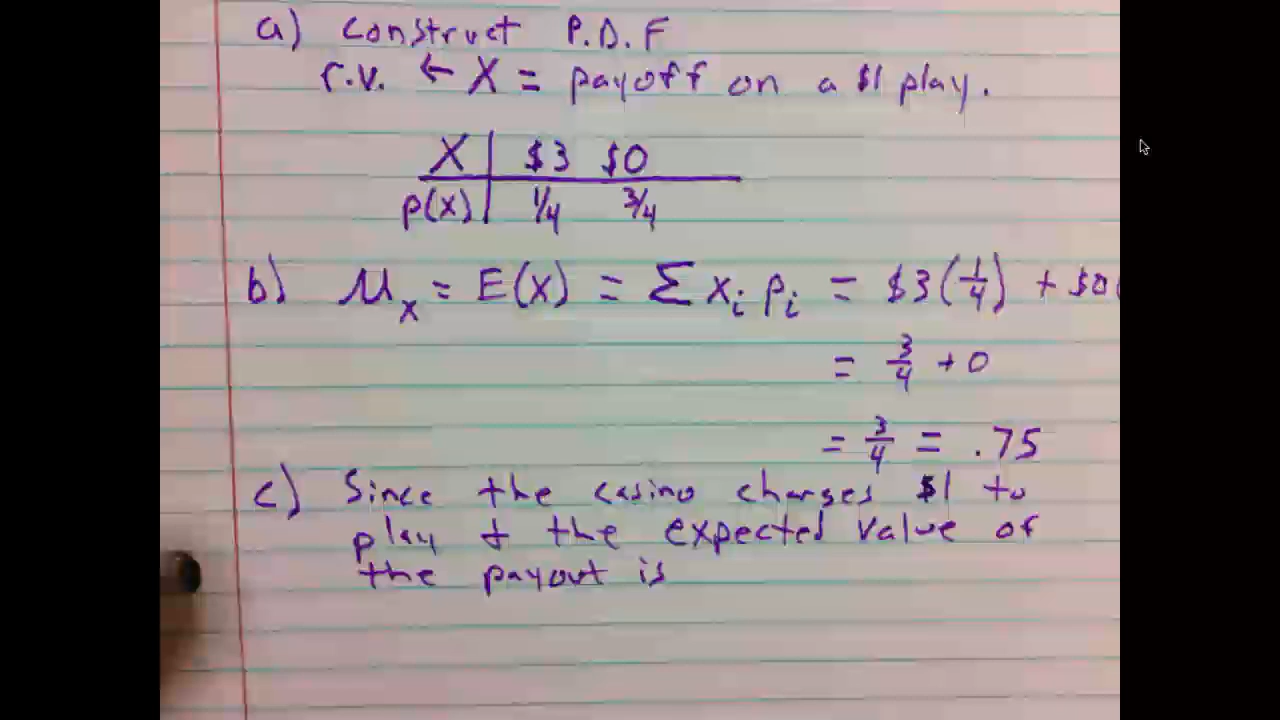 a) Construct P.D.F
r.v. ← X = payoff on a $1 play.
X | $3 $0
p(x) | 1/4 3/4
b) μx = E(x) = Σ xi pi = $3(1/4) + $0(
= 3/4 + 0
= 3/4 = .75
c) Since the casino charges $1 to
play & the expected value of
the payout is